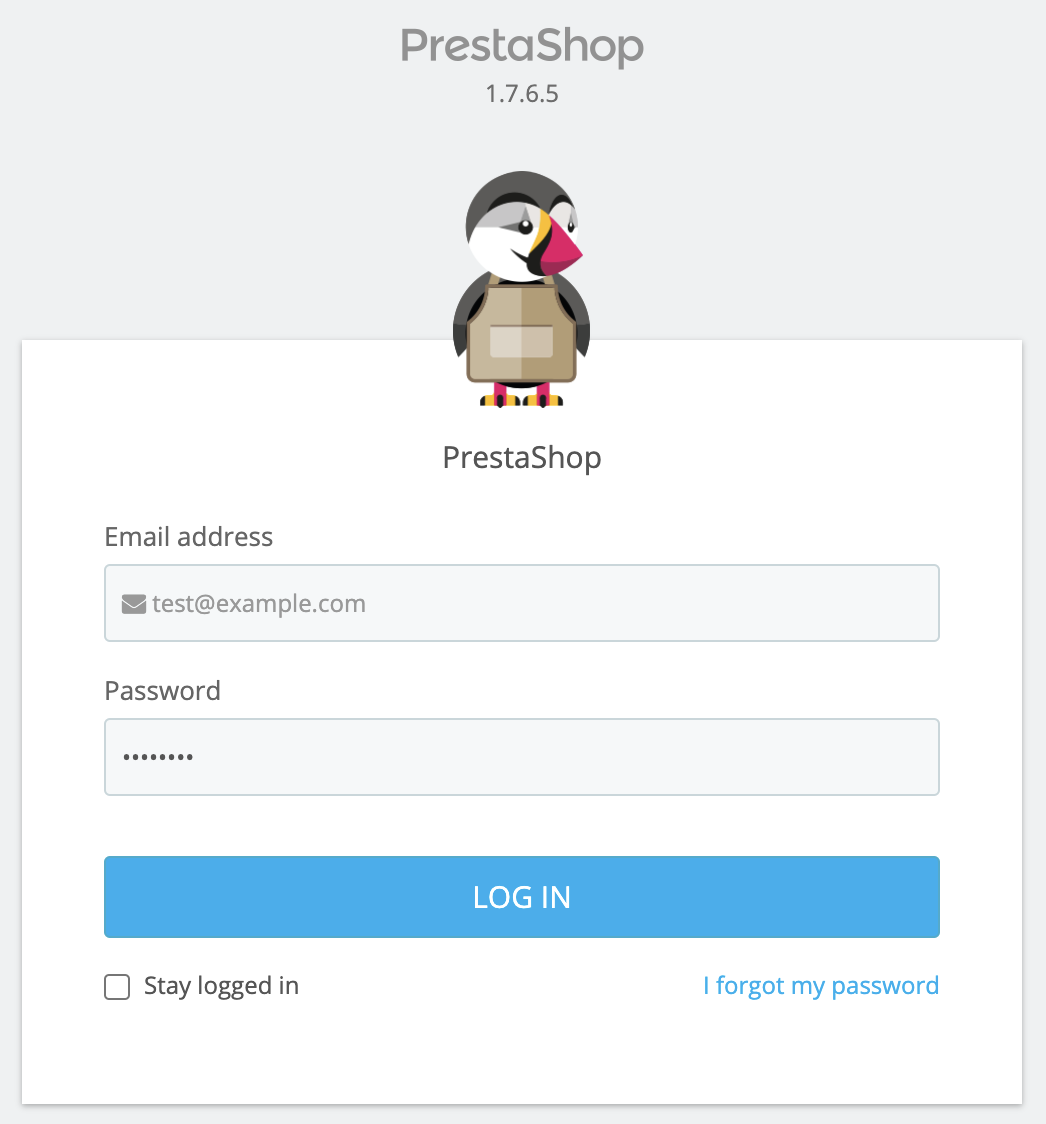 PrestaShop
1.7.6.5
PrestaShop
Email address
test@example.com
Password
••••••••
LOG IN
Stay logged in
I forgot my password